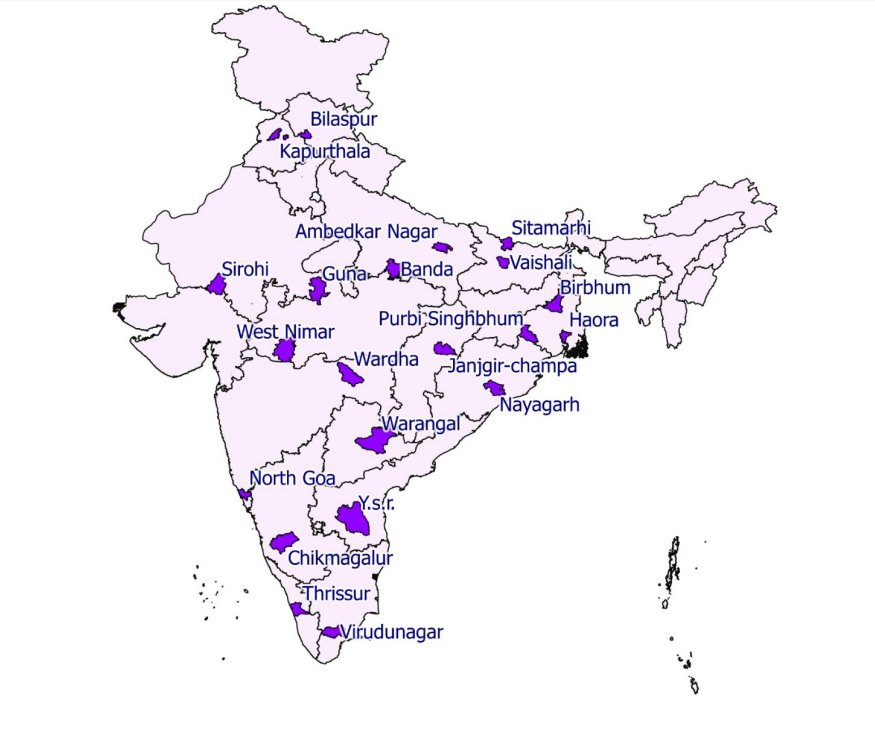 Bilaspur
Kapurthala
Ambedkar Nagar
Sitamarhi
Sirohi
Guna
Banda
Vaishali
Birbhum
West Nimar
Purbi Singhbhum
Haora
Wardha
Janjgir-champa
Nayagarh
Warangal
North Goa
Y.s.r.
Chikmagalur
Thrissur
Virudunagar